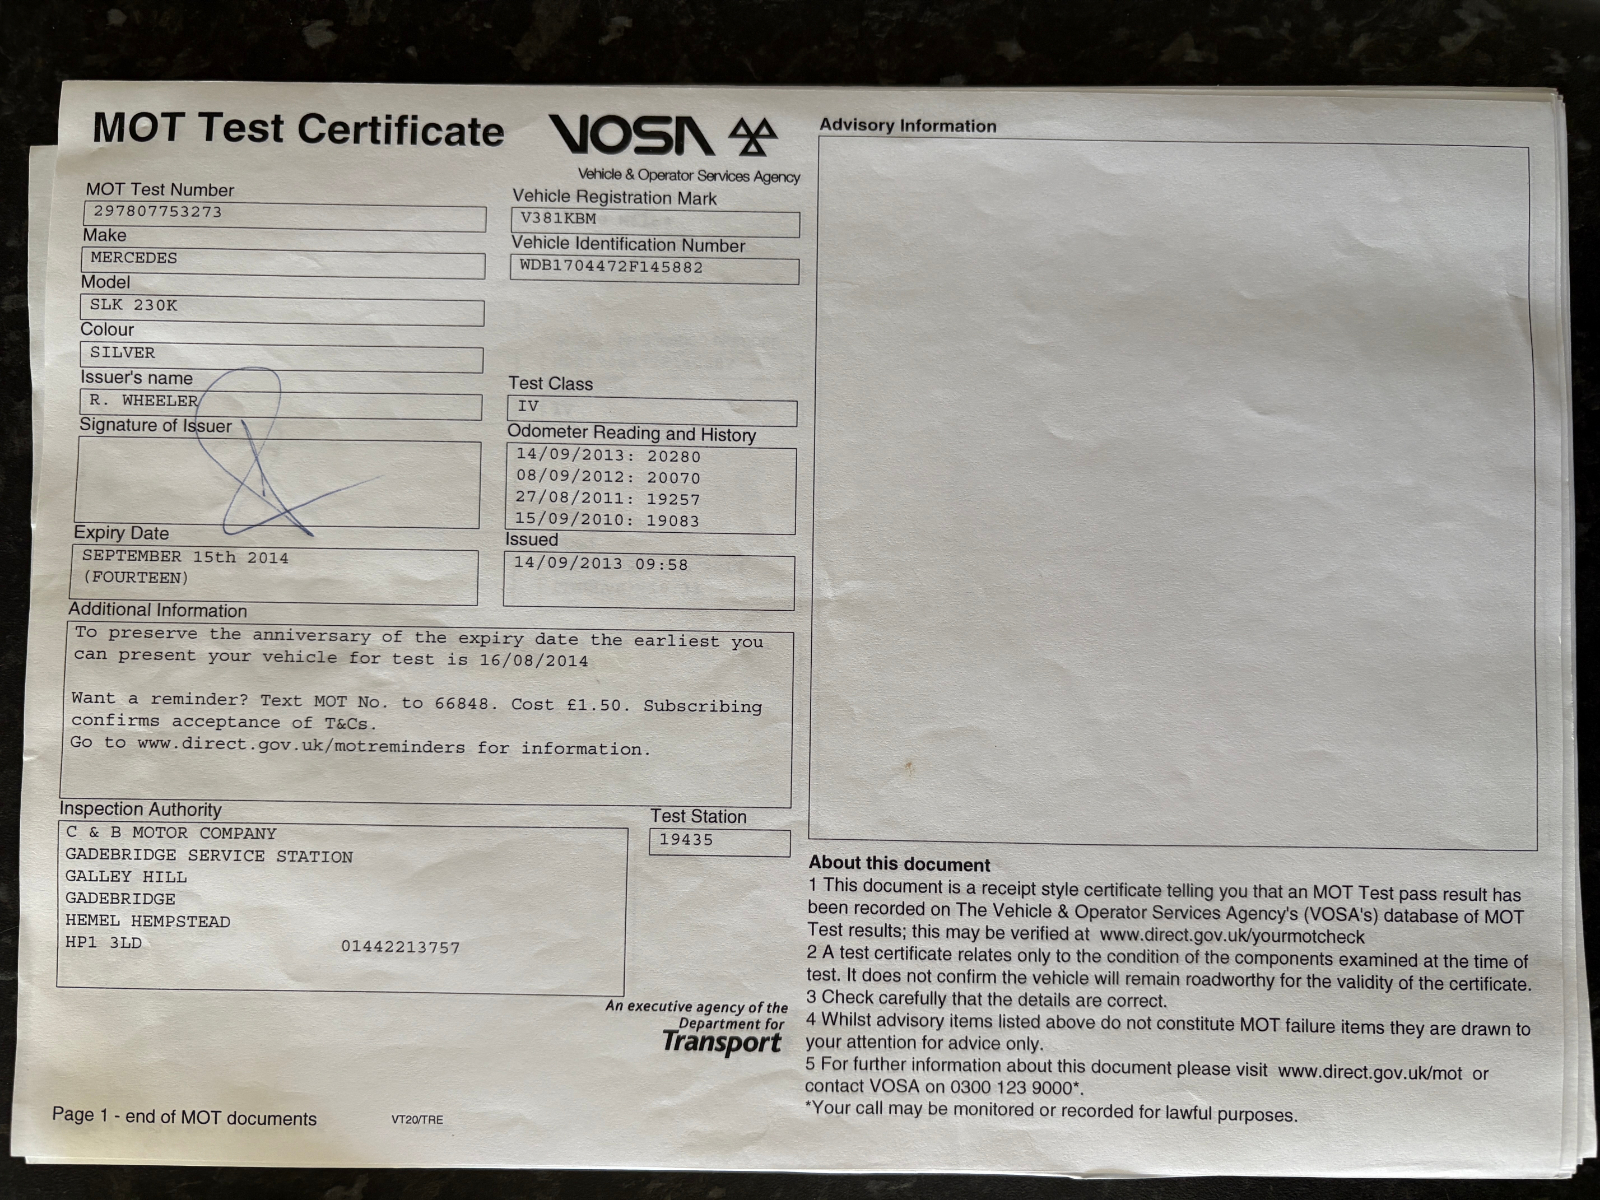 MOT Test Certificate
VOSA
Vehicle & Operator Services Agency
MOT Test Number
297807753273
Make
MERCEDES
Model
SLK 230K
Colour
SILVER
Issuer's name
R. WHEELER
Signature of Issuer
Expiry Date
SEPTEMBER 15th 2014
(FOURTEEN)
Vehicle Registration Mark
V381KBM
Vehicle Identification Number
WDB1704472F145882
Test Class
IV
Odometer Reading and History
14/09/2013: 20280
08/09/2012: 20070
27/08/2011: 19257
15/09/2010: 19083
Issued
14/09/2013 09:58
Additional Information
To preserve the anniversary of the expiry date the earliest you
can present your vehicle for test is 16/08/2014
Want a reminder? Text MOT No. to 66848. Cost £1.50. Subscribing
confirms acceptance of T&Cs.
Go to www.direct.gov.uk/motreminders for information.
Inspection Authority
C & B MOTOR COMPANY
GADEBRIDGE SERVICE STATION
GALLEY HILL
GADEBRIDGE
HEMEL HEMPSTEAD
HP1 3LD 01442213757
Test Station
19435
An executive agency of the
Department for
Transport
Page 1 - end of MOT documents
VT20/TRE
Advisory Information
About this document
1 This document is a receipt style certificate telling you that an MOT Test pass result has
been recorded on The Vehicle & Operator Services Agency's (VOSA's) database of MOT
Test results; this may be verified at www.direct.gov.uk/yourmotcheck
2 A test certificate relates only to the condition of the components examined at the time of
test. It does not confirm the vehicle will remain roadworthy for the validity of the certificate.
3 Check carefully that the details are correct.
4 Whilst advisory items listed above do not constitute MOT failure items they are drawn to
your attention for advice only.
5 For further information about this document please visit www.direct.gov.uk/mot or
contact VOSA on 0300 123 9000*.
*Your call may be monitored or recorded for lawful purposes.